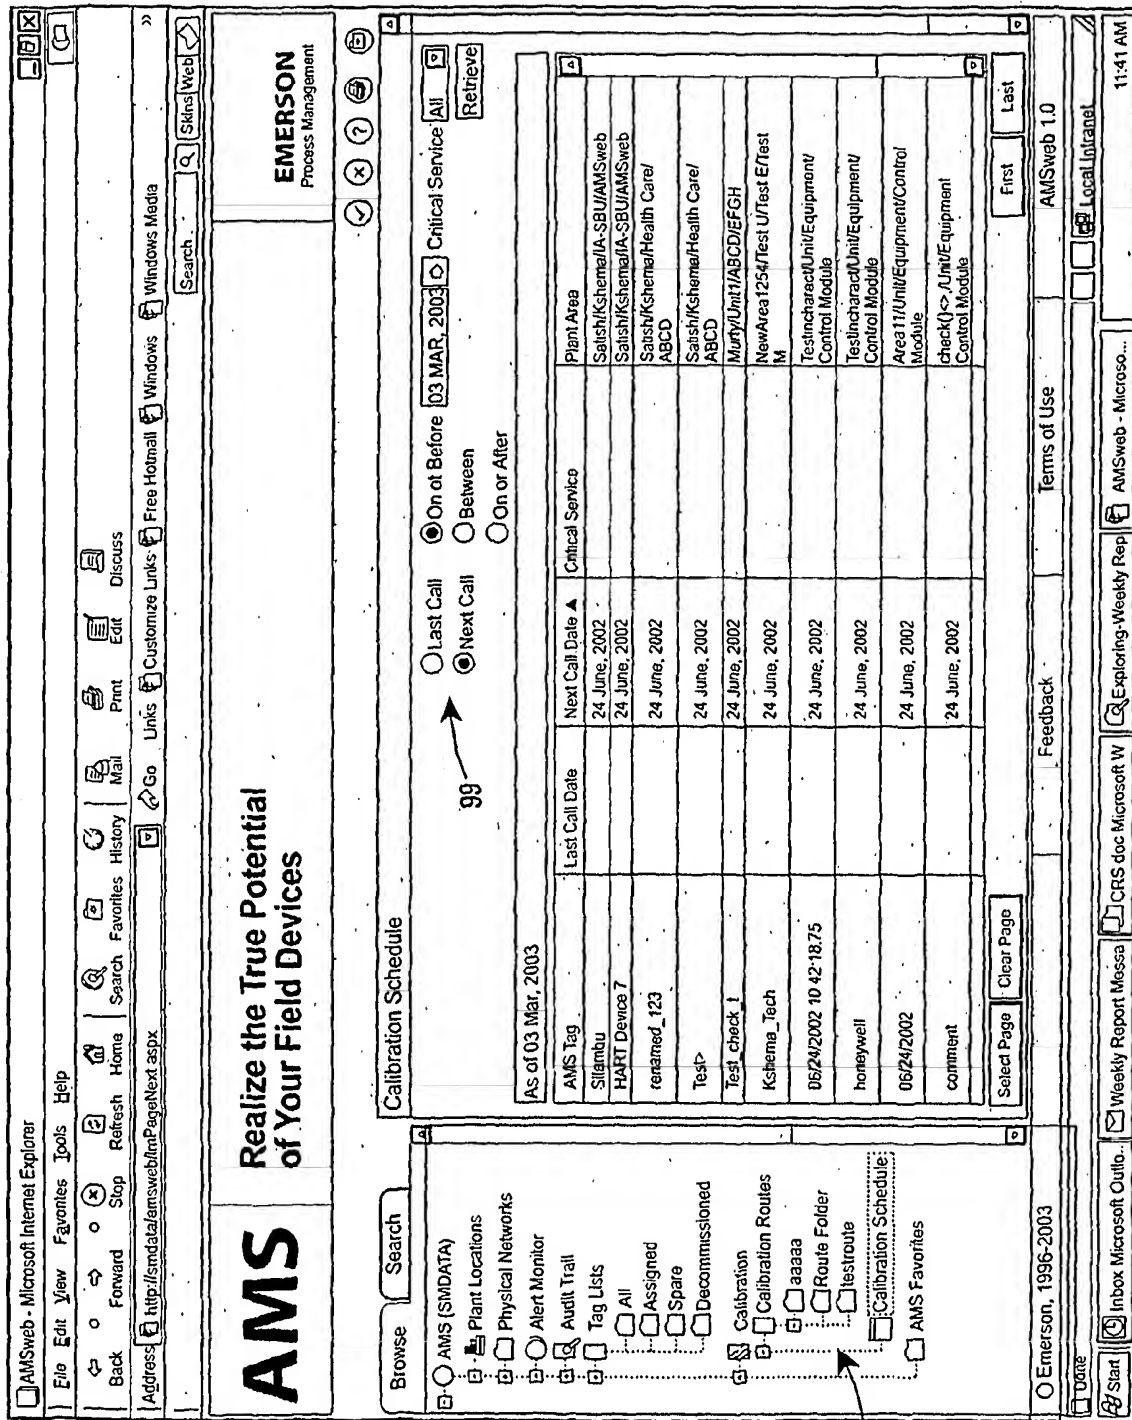 AMSweb - Microsoft Internet Explorer
File Edit View Favorites Tools Help
Back Forward Stop Refresh Home Search Favorites History Mail Print Edit Discuss
Address http://smdata/amsweb/ImPageNext aspx Go Links Customize Links Free Hotmail Windows Windows Media »
Search Skins Web
AMS
Realize the True Potential
of Your Field Devices
EMERSON
Process Management
Browse Search
AMS (SMDATA)
Plant Locations
Physical Networks
Alert Monitor
Audit Trail
Tag Lists
All
Assigned
Spare
Decommissioned
Calibration
Calibration Routes
aaaaa
Route Folder
testroute
Calibration Schedule
AMS Favorites
Calibration Schedule
99
Last Call On ot Before 03 MAR, 2003 Critical Service All
Next Call Between Retrieve
On or After
As of 03 Mar, 2003
AMS Tag Last Call Date Next Call Date ▲ Critical Service Plant Area
Silambu 24 June, 2002 Satish/Kshema/IA-SBU/AMSweb
HART Device 7 24 June, 2002 Satish/Kshema/IA-SBU/AMSweb
renamed_123 24 June, 2002 Satish/Kshema/Health Care/
ABCD
Test> 24 June, 2002 Satish/Kshema/Health Care/
ABCD
Test_check_t 24 June, 2002 Murty/Unit1/ABCD/EFGH
Kshema_Tech 24 June, 2002 NewArea1254/Test U/Test E/Test
M
06/24/2002 10 42·18.75 24 June, 2002 Testncharact/Unit/Equipment/
Control Module
honeywell 24 June, 2002 Testncharact/Unit/Equipment/
Control Module
06/24/2002 24 June, 2002 Area11/Unit/Equipment/Control
Module
comment 24 June, 2002 check()<>,/Unit/Equipment
Control Module
Select Page Clear Page First Last
Emerson, 1996-2003 Feedback Terms of Use AMSweb 1.0
Done Local Intranet
Start Inbox Microsoft Outlo.. Weekly Report Messa CRS doc Microsoft W Exploring-Weekly Rep AMSweb - Microso... 11:41 AM